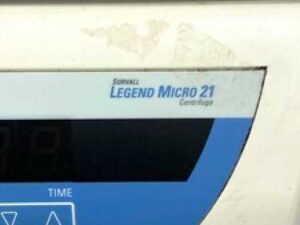 SORVALL
LEGEND MICRO 21
Centrifuge
TIME